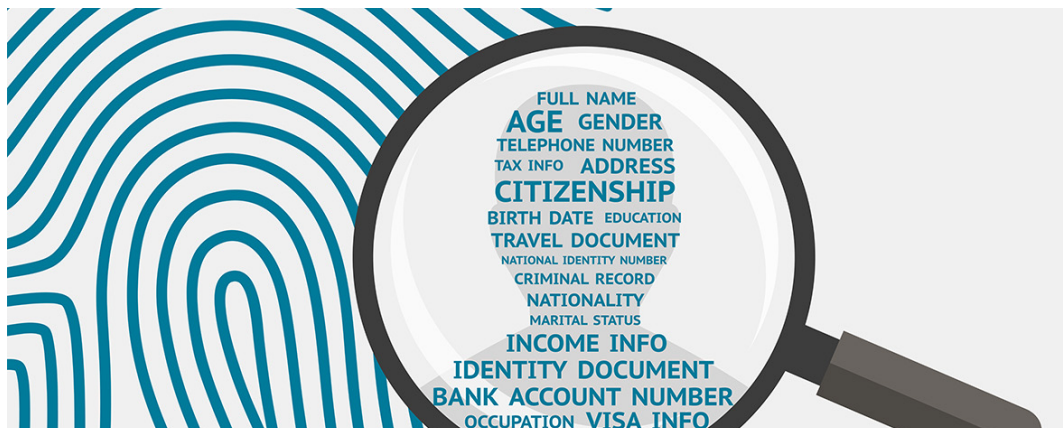 FULL NAME
AGE GENDER
TELEPHONE NUMBER
TAX INFO ADDRESS
CITIZENSHIP
BIRTH DATE EDUCATION
TRAVEL DOCUMENT
NATIONAL IDENTITY NUMBER
CRIMINAL RECORD
NATIONALITY
MARITAL STATUS
INCOME INFO
IDENTITY DOCUMENT
BANK ACCOUNT NUMBER
OCCUPATION VISA INFO